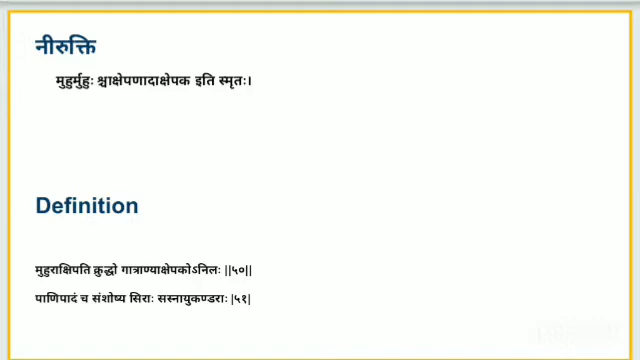 नीरुक्ति
मुहुर्मुहुः श्चाक्षेपणादाक्षेपक इति स्मृतः।
Definition
मुहुराक्षिपति क्रुद्धो गात्राण्याक्षेपकोऽनिलः ||५०||
पाणिपादं च संशोष्य सिराः सस्नायुकण्डराः |५१|